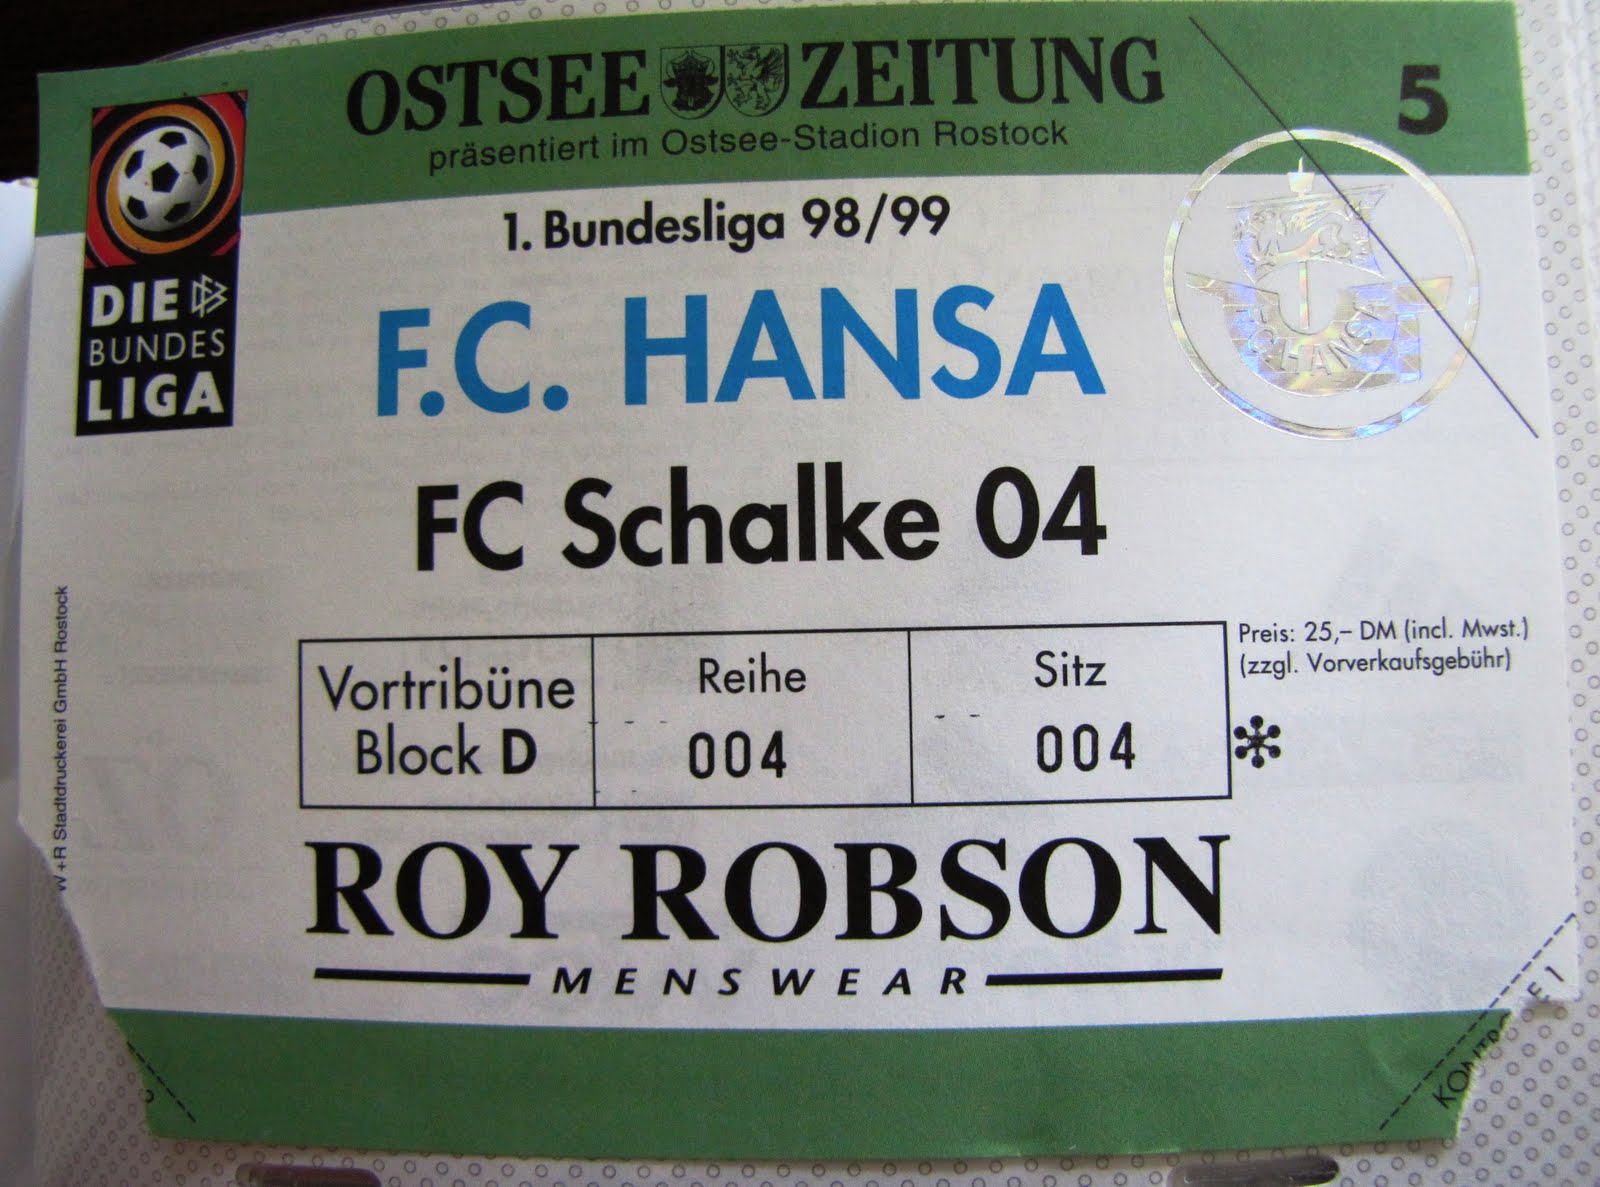 OSTSEE ZEITUNG
5
präsentiert im Ostsee-Stadion Rostock
1. Bundesliga 98/99
DIE DFB
BUNDES
LIGA
F.C. HANSA
F.C. HANSA
FC Schalke 04
Vortribüne
Block D
Reihe
004
Sitz
004
Preis: 25,– DM (incl. Mwst.)
(zzgl. Vorverkaufsgebühr)
W+R Stadtdruckerei GmbH Rostock
ROY ROBSON
MENSWEAR